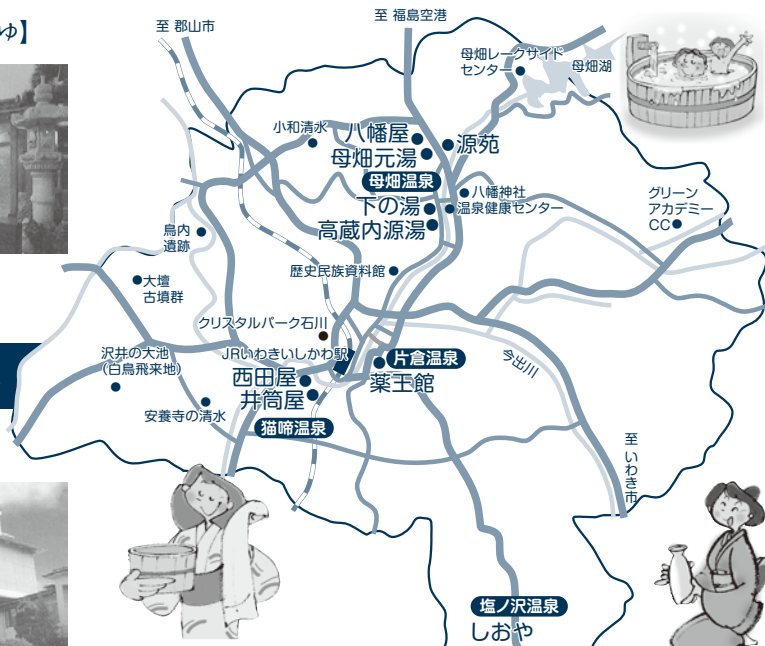 ゆ】
至 郡山市
至 福島空港
母畑レークサイド
センター
母畑湖
小和清水
八幡屋
母畑元湯
源苑
母畑温泉
八幡神社
温泉健康センター
下の湯
高蔵内源湯
グリーン
アカデミー
CC
鳥内
遺跡
歴史民族資料館
大壇
古墳群
クリスタルパーク石川
JRいわきいしかわ駅
沢井の大池
(白鳥飛来地)
西田屋
井筒屋
片倉温泉
薬王館
今出川
安養寺の清水
猫啼温泉
至 いわき市
塩ノ沢温泉
しおや